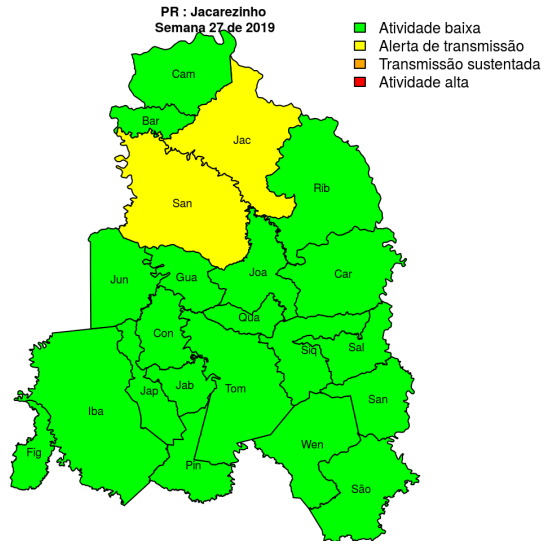 PR : Jacarezinho
Semana 27 de 2019
Atividade baixa
Alerta de transmissão
Transmissão sustentada
Atividade alta
Cam
Bar
Jac
Rib
San
Jun
Gua
Joa
Car
Qua
Con
Siq
Sal
Jap
Jab
Tom
San
Iba
Wen
Fig
Pin
São